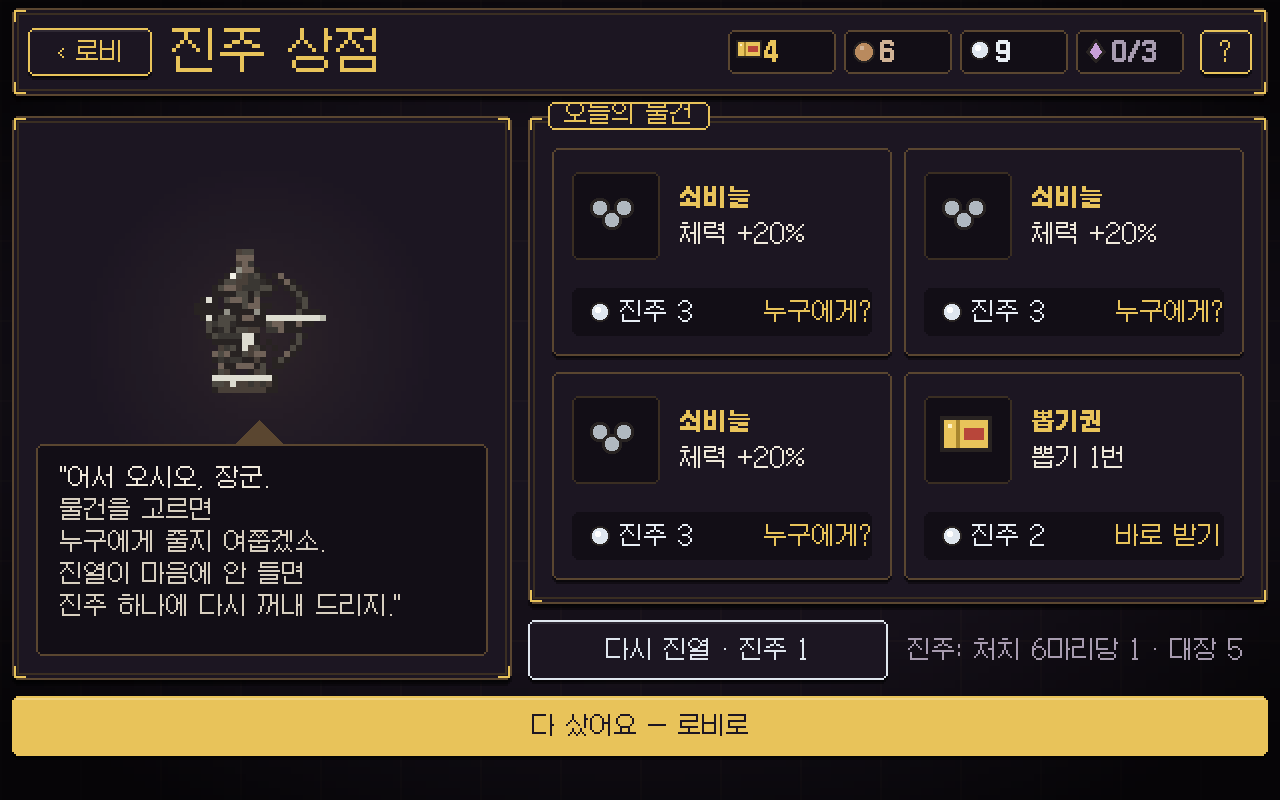 ‹ 로비
진주 상점
4
6
9
0/3
?
오늘의 물건
쇠비늘
체력 +20%
진주 3
누구에게?
쇠비늘
체력 +20%
진주 3
누구에게?
쇠비늘
체력 +20%
진주 3
누구에게?
뽑기권
뽑기 1번
진주 2
바로 받기
"어서 오시오, 장군.
물건을 고르면
누구에게 줄지 여쭙겠소.
진열이 마음에 안 들면
진주 하나에 다시 꺼내 드리지."
다시 진열 · 진주 1
진주: 처치 6마리당 1 · 대장 5
다 샀어요 — 로비로